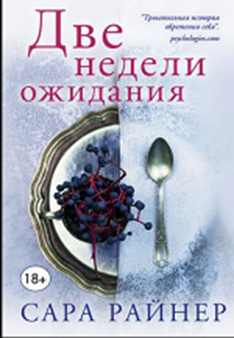 Две
недели
ожидания
"Трогательная история
обретения себя".
psychologies.com
18+
САРА РАЙНЕР